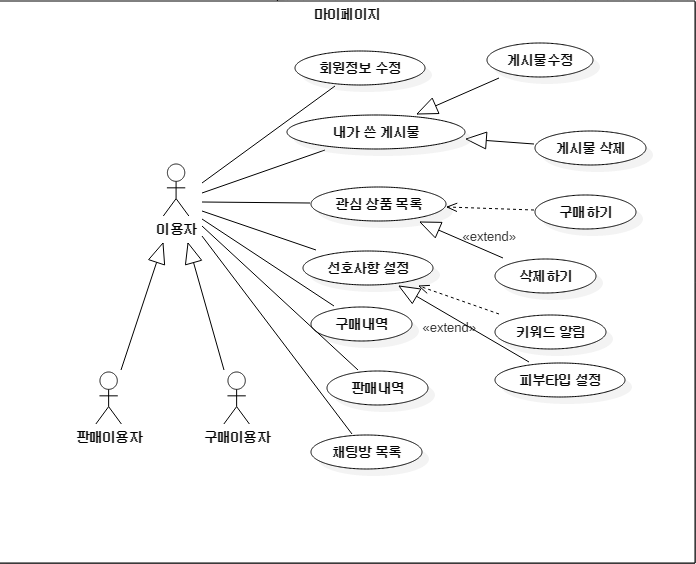 마이페이지
회원정보 수정
게시물수정
내가 쓴 게시물
게시물 삭제
관심 상품 목록
구매하기
이용자
«extend»
선호사항 설정
삭제하기
구매내역
«extend»
키워드 알림
판매내역
피부타입 설정
판매이용자
구매이용자
채팅방 목록